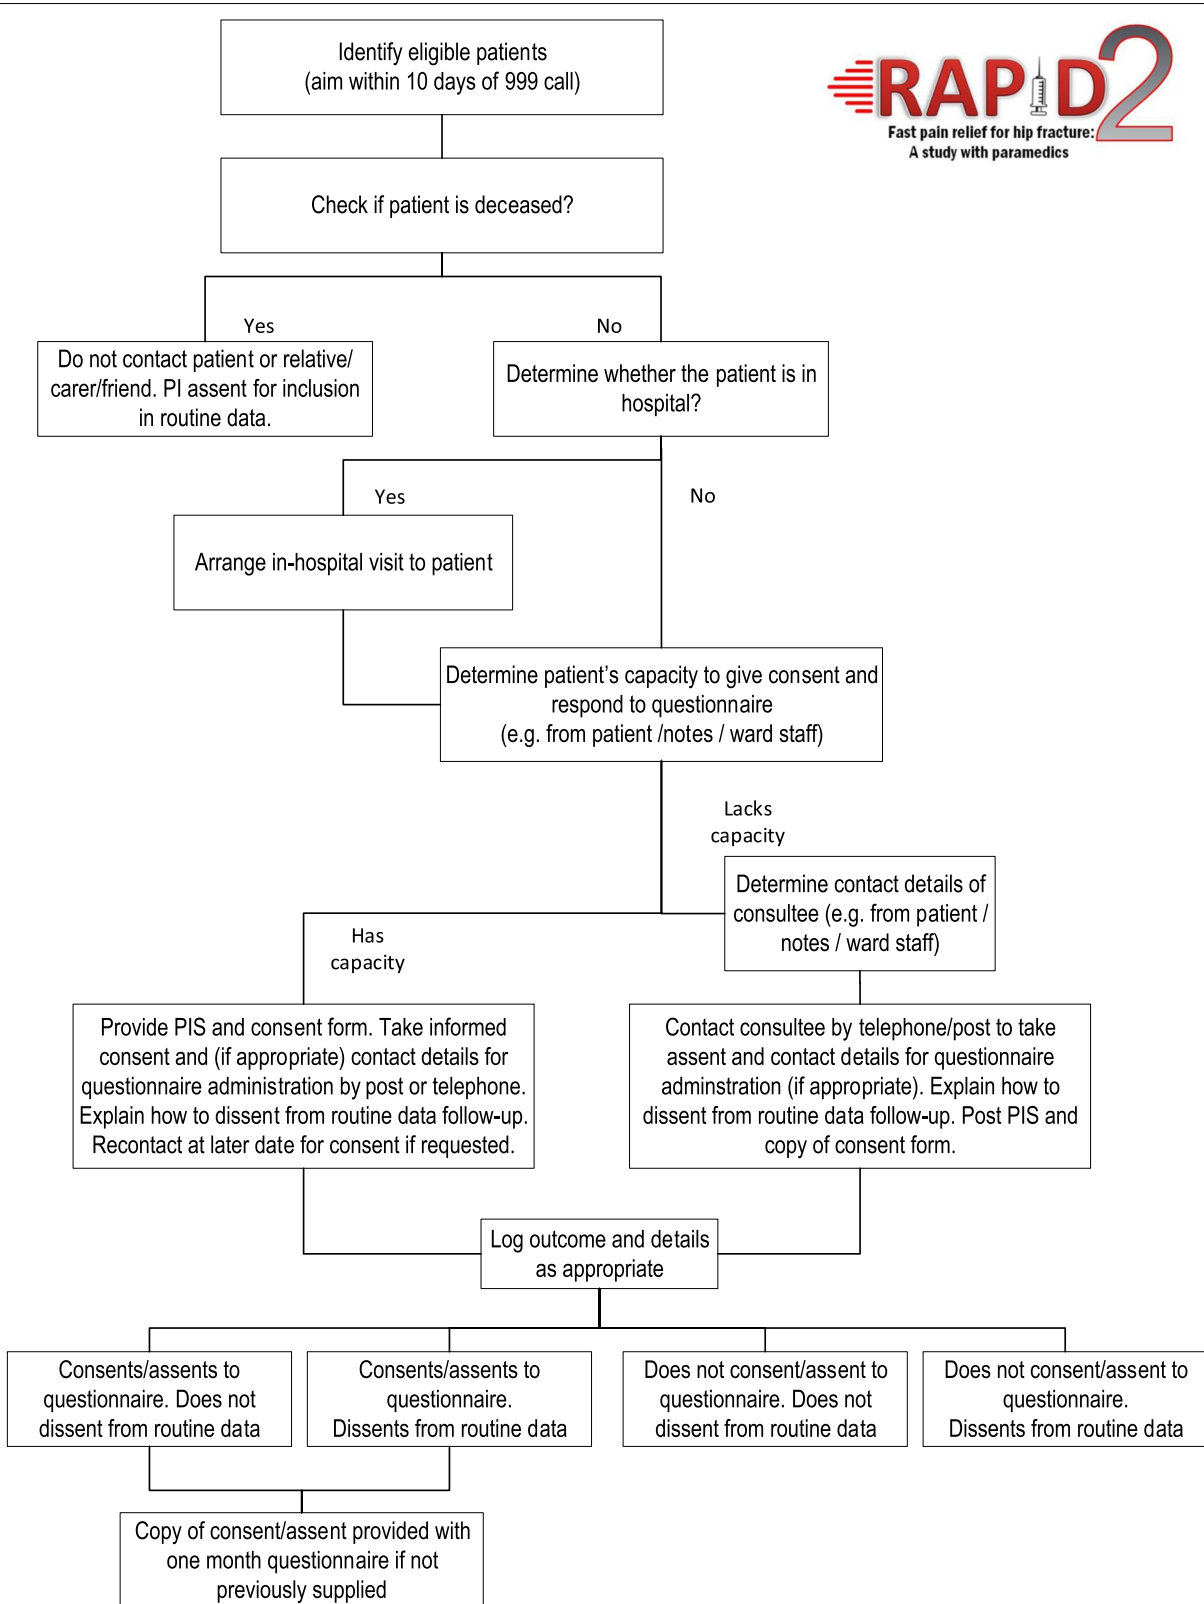 Identify eligible patients
(aim within 10 days of 999 call)
RAPID2
Fast pain relief for hip fracture:
A study with paramedics
Check if patient is deceased?
Yes
No
Do not contact patient or relative/
carer/friend. PI assent for inclusion
in routine data.
Determine whether the patient is in
hospital?
Yes
No
Arrange in-hospital visit to patient
Determine patient’s capacity to give consent and
respond to questionnaire
(e.g. from patient /notes / ward staff)
Lacks
capacity
Determine contact details of
consultee (e.g. from patient /
notes / ward staff)
Has
capacity
Provide PIS and consent form. Take informed
consent and (if appropriate) contact details for
questionnaire administration by post or telephone.
Explain how to dissent from routine data follow-up.
Recontact at later date for consent if requested.
Contact consultee by telephone/post to take
assent and contact details for questionnaire
adminstration (if appropriate). Explain how to
dissent from routine data follow-up. Post PIS and
copy of consent form.
Log outcome and details
as appropriate
Consents/assents to
questionnaire. Does not
dissent from routine data
Consents/assents to
questionnaire.
Dissents from routine data
Does not consent/assent to
questionnaire. Does not
dissent from routine data
Does not consent/assent to
questionnaire.
Dissents from routine data
Copy of consent/assent provided with
one month questionnaire if not
previously supplied